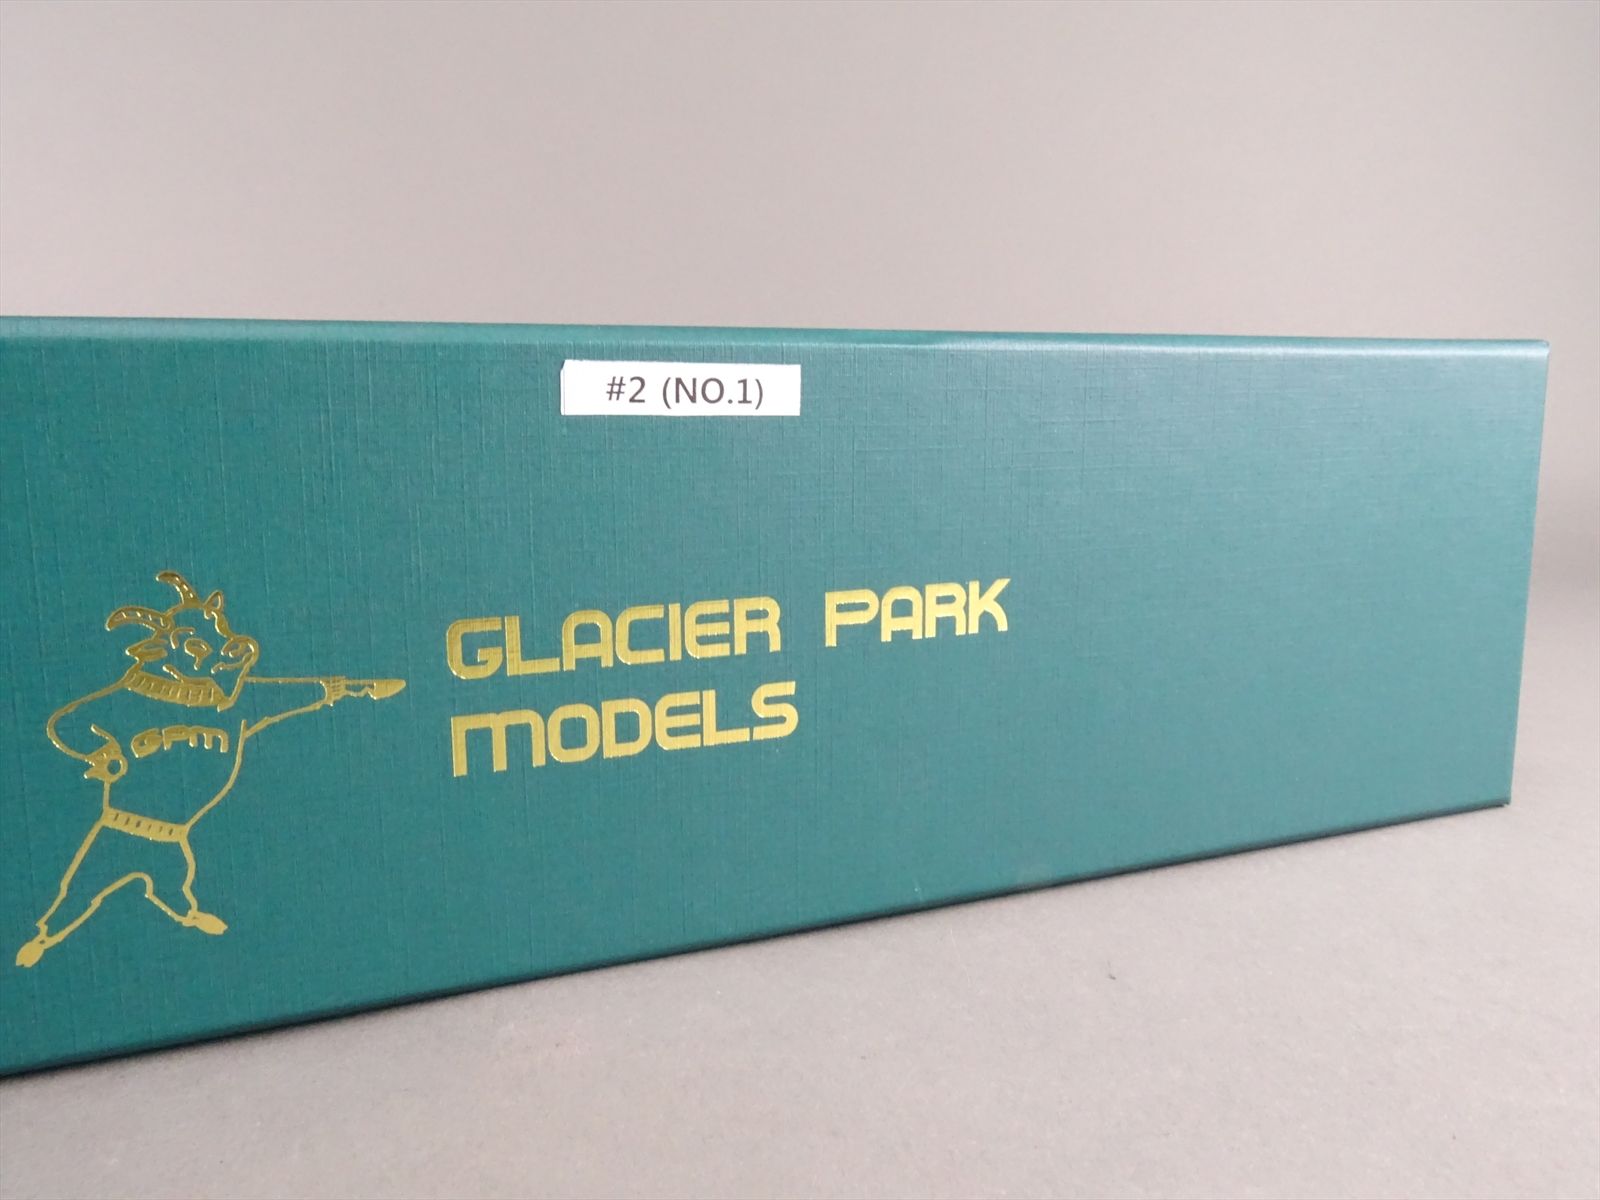 #2 (NO.1)
GPM
GLACIER PARK
MODELS